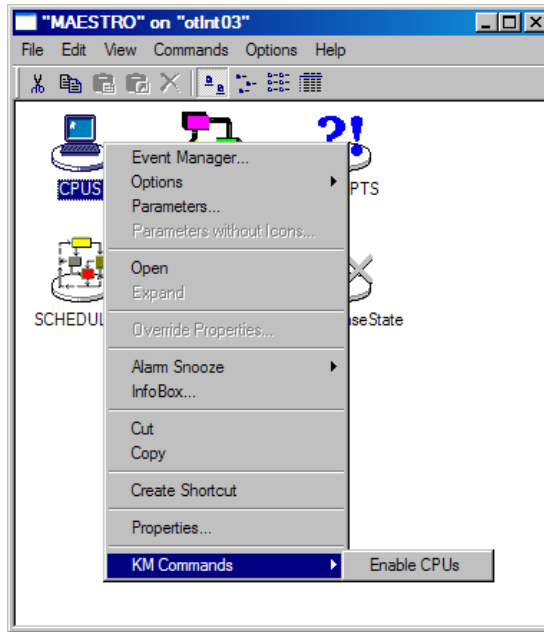 "MAESTRO" on "otInt03"
File Edit View Commands Options Help
CPUS
PTS
Event Manager...
Options
Parameters...
Parameters without Icons...
Open
Expand
SCHEDUL
seState
Override Properties...
Alarm Snooze
InfoBox...
Cut
Copy
Create Shortcut
Properties...
KM Commands
Enable CPUs